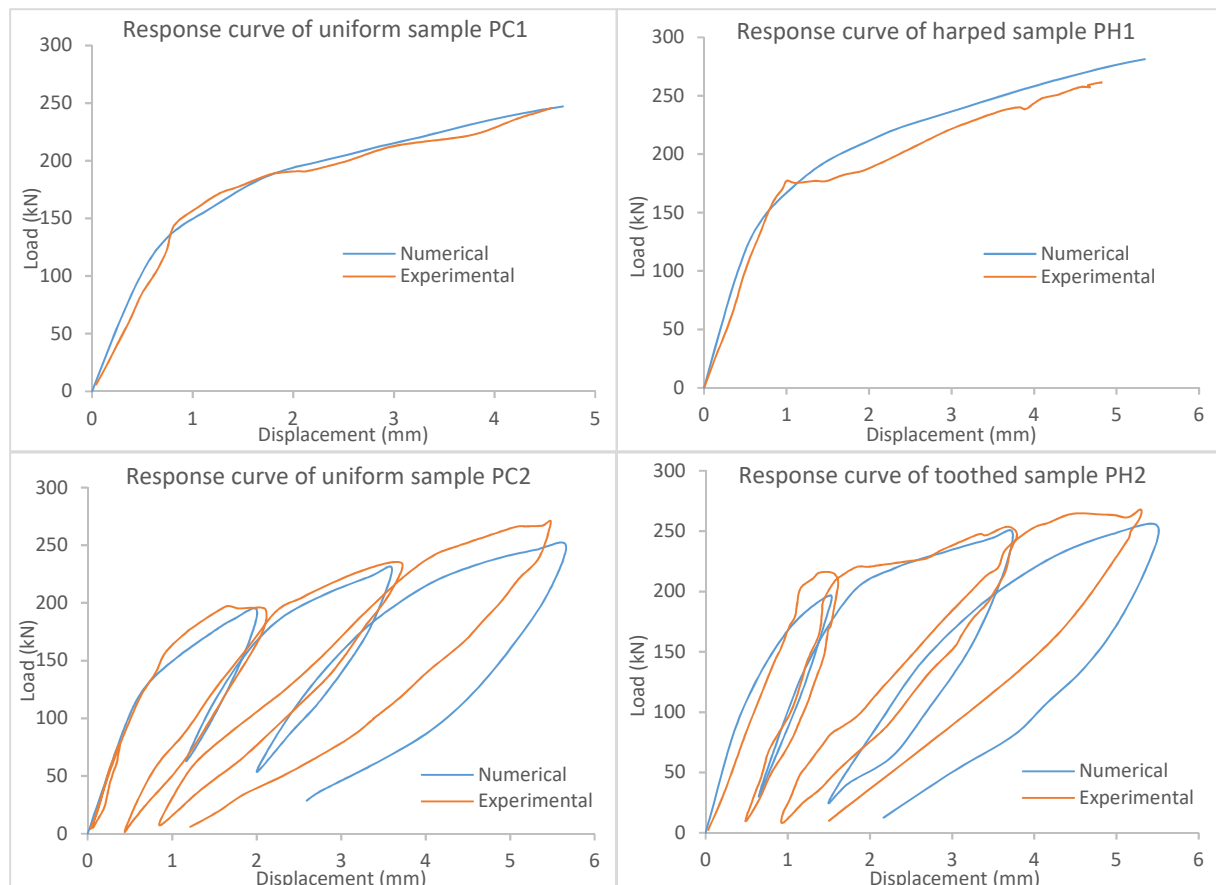 Response curve of uniform sample PC1
300
250
200
150
100
50
0
Load (kN)
Numerical
Experimental
0 1 2 3 4 5
Displacement (mm)
Response curve of harped sample PH1
300
250
200
150
100
50
0
Load (kN)
Numerical
Experimental
0 1 2 3 4 5 6
Displacement (mm)
Response curve of uniform sample PC2
300
250
200
150
100
50
0
Load (kN)
Numerical
Experimental
0 1 2 3 4 5 6
Displacement (mm)
Response curve of toothed sample PH2
300
250
200
150
100
50
0
Load (kN)
Numerical
Experimental
0 1 2 3 4 5 6
Displacement (mm)